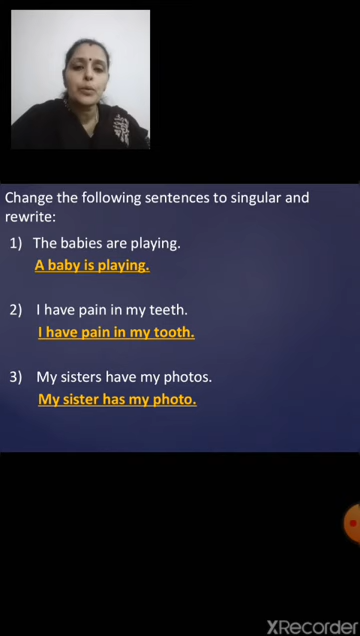 Change the following sentences to singular and
rewrite:
1) The babies are playing.
A baby is playing.
2) I have pain in my teeth.
I have pain in my tooth.
3) My sisters have my photos.
My sister has my photo.
XRecorder